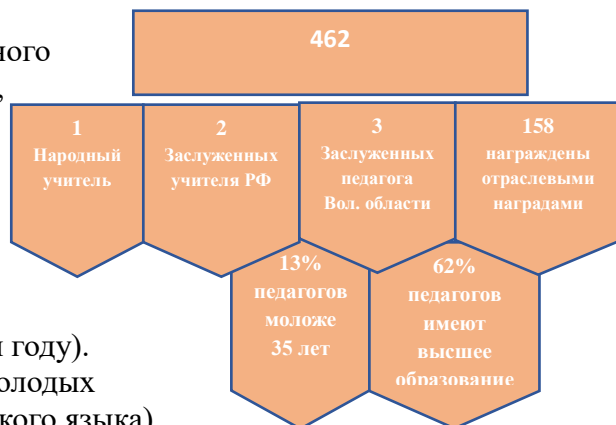 462
ного
,
1
Народный
учитель
2
Заслуженных
учителя РФ
3
Заслуженных
педагога
Вол. области
158
награждены
отраслевыми
наградами
13%
педагогов
моложе
35 лет
62%
педагогов
имеют
высшее
образование
году).
олодых
кого языка)